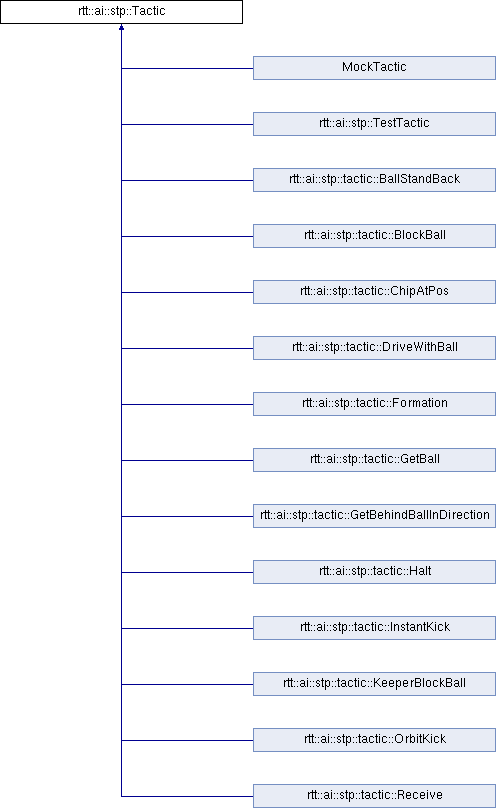 rtt::ai::stp::Tactic
MockTactic
rtt::ai::stp::TestTactic
rtt::ai::stp::tactic::BallStandBack
rtt::ai::stp::tactic::BlockBall
rtt::ai::stp::tactic::ChipAtPos
rtt::ai::stp::tactic::DriveWithBall
rtt::ai::stp::tactic::Formation
rtt::ai::stp::tactic::GetBall
rtt::ai::stp::tactic::GetBehindBallInDirection
rtt::ai::stp::tactic::Halt
rtt::ai::stp::tactic::InstantKick
rtt::ai::stp::tactic::KeeperBlockBall
rtt::ai::stp::tactic::OrbitKick
rtt::ai::stp::tactic::Receive